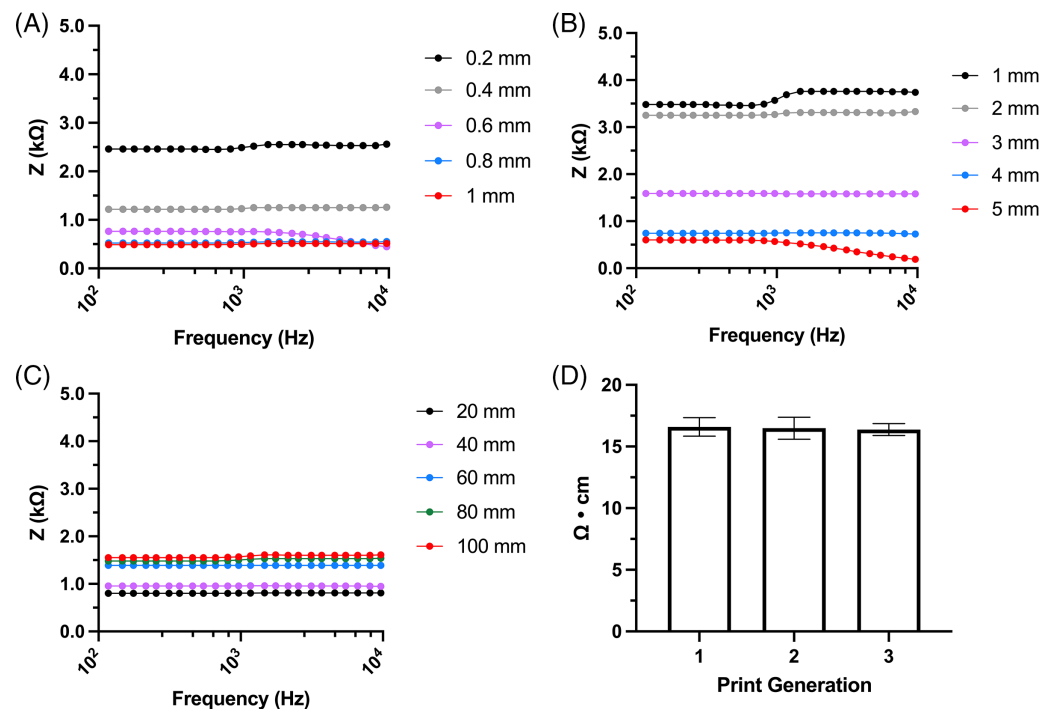 (A)
5.0
4.0
3.0
2.0
1.0
0.0
Z (kΩ)
10²
10³
10⁴
Frequency (Hz)
0.2 mm
0.4 mm
0.6 mm
0.8 mm
1 mm
(B)
5.0
4.0
3.0
2.0
1.0
0.0
Z (kΩ)
10²
10³
10⁴
Frequency (Hz)
1 mm
2 mm
3 mm
4 mm
5 mm
(C)
5.0
4.0
3.0
2.0
1.0
0.0
Z (kΩ)
10²
10³
10⁴
Frequency (Hz)
20 mm
40 mm
60 mm
80 mm
100 mm
(D)
20
15
10
5
0
Ω • cm
1
2
3
Print Generation